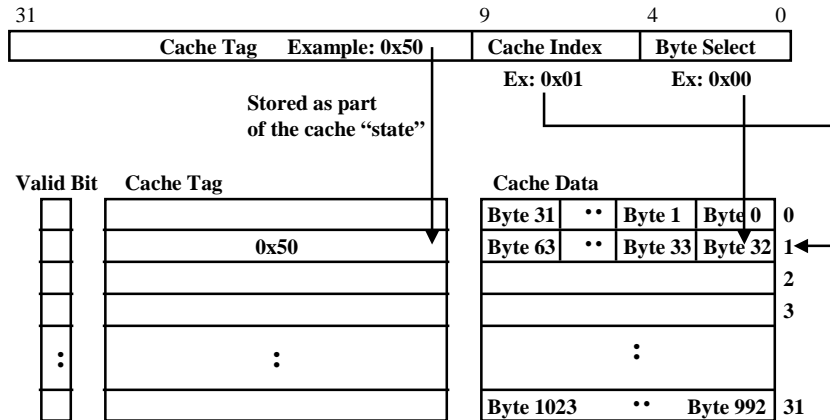 31 9 4 0
Cache Tag Example: 0x50 Cache Index Byte Select
Ex: 0x01 Ex: 0x00
Stored as part
of the cache “state”
Valid Bit Cache Tag Cache Data
Byte 31 ·· Byte 1 Byte 0 0
0x50 Byte 63 ·· Byte 33 Byte 32 1
2
3
: : :
Byte 1023 ·· Byte 992 31